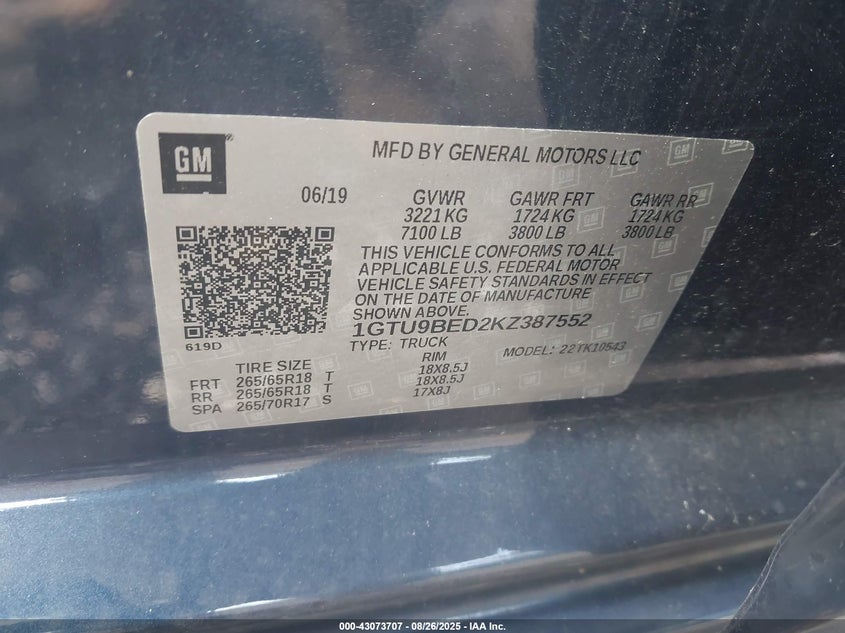 GM
MFD BY GENERAL MOTORS LLC
06/19 GVWR GAWR FRT GAWR RR
3221 KG 1724 KG 1724 KG
7100 LB 3800 LB 3800 LB
THIS VEHICLE CONFORMS TO ALL
APPLICABLE U.S. FEDERAL MOTOR
VEHICLE SAFETY STANDARDS IN EFFECT
ON THE DATE OF MANUFACTURE
SHOWN ABOVE.
1GTU9BED2KZ387552
619D
TYPE: TRUCK MODEL: 22TK10543
TIRE SIZE RIM
FRT 265/65R18 T 18X8.5J
RR 265/65R18 T 18X8.5J
SPA 265/70R17 S 17X8J
000-43073707 - 08/26/2025 - IAA Inc.